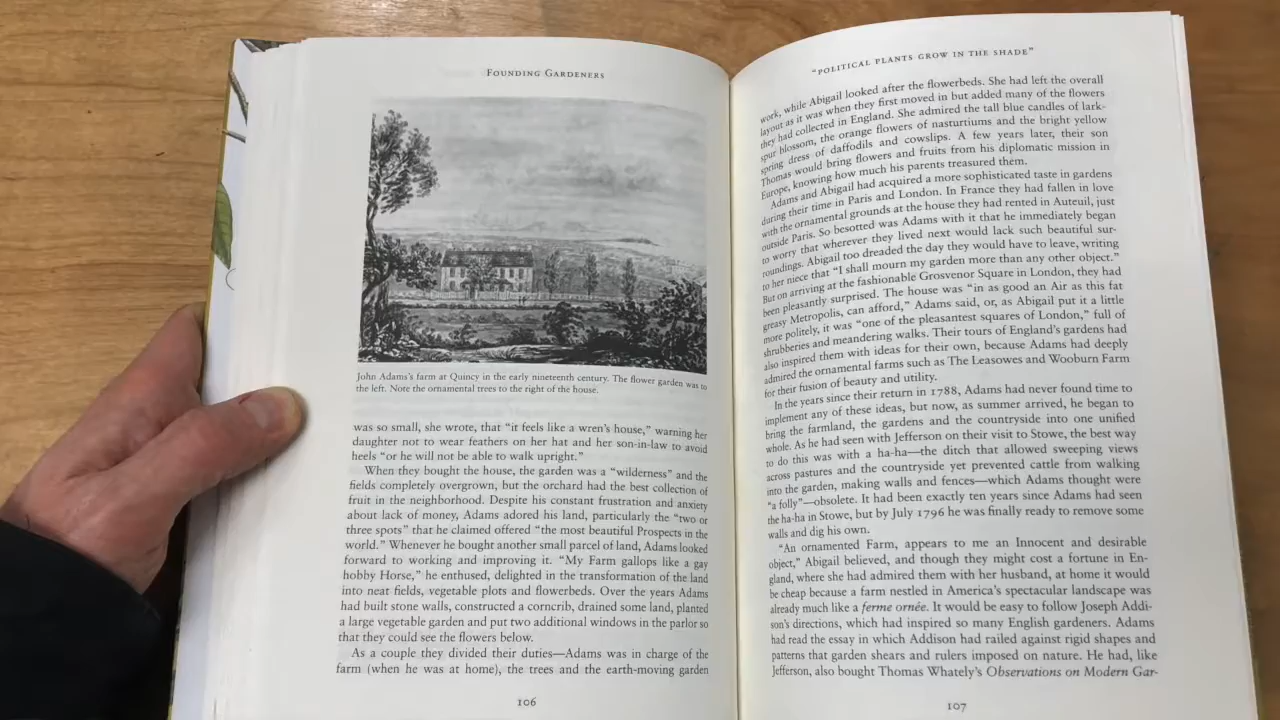 FOUNDING GARDENERS
John Adams's farm at Quincy in the early nineteenth century. The flower garden was to
the left. Note the ornamental trees to the right of the house.
was so small, she wrote, that “it feels like a wren's house,” warning her
daughter not to wear feathers on her hat and her son-in-law to avoid
heels “or he will not be able to walk upright.”
When they bought the house, the garden was a “wilderness” and the
fields completely overgrown, but the orchard had the best collection of
fruit in the neighborhood. Despite his constant frustration and anxiety
about lack of money, Adams adored his land, particularly the “two or
three spots” that he claimed offered “the most beautiful Prospects in the
world.” Whenever he bought another small parcel of land, Adams looked
forward to working and improving it. “My Farm gallops like a gay
hobby Horse,” he enthused, delighted in the transformation of the land
into neat fields, vegetable plots and flowerbeds. Over the years Adams
had built stone walls, constructed a corncrib, drained some land, planted
a large vegetable garden and put two additional windows in the parlor so
that they could see the flowers below.
As a couple they divided their duties—Adams was in charge of the
farm (when he was at home), the trees and the earth-moving garden
106
“POLITICAL PLANTS GROW IN THE SHADE”
work, while Abigail looked after the flowerbeds. She had left the overall
layout as it was when they first moved in but added many of the flowers
they had collected in England. She admired the tall blue candles of lark-
spur blossom, the orange flowers of nasturtiums and the bright yellow
spring dress of daffodils and cowslips. A few years later, their son
Thomas would bring flowers and fruits from his diplomatic mission in
Europe, knowing how much his parents treasured them.
Adams and Abigail had acquired a more sophisticated taste in gardens
during their time in Paris and London. In France they had fallen in love
with the ornamental grounds at the house they had rented in Auteuil, just
outside Paris. So besotted was Adams with it that he immediately began
to worry that wherever they lived next would lack such beautiful sur-
roundings. Abigail too dreaded the day they would have to leave, writing
to her niece that “I shall mourn my garden more than any other object.”
But on arriving at the fashionable Grosvenor Square in London, they had
been pleasantly surprised. The house was “in as good an Air as this fat
greasy Metropolis, can afford,” Adams said, or, as Abigail put it a little
more politely, it was “one of the pleasantest squares of London,” full of
shrubberies and meandering walks. Their tours of England's gardens had
also inspired them with ideas for their own, because Adams had deeply
admired the ornamental farms such as The Leasowes and Wooburn Farm
for their fusion of beauty and utility.
In the years since their return in 1788, Adams had never found time to
implement any of these ideas, but now, as summer arrived, he began to
bring the farmland, the gardens and the countryside into one unified
whole. As he had seen with Jefferson on their visit to Stowe, the best way
to do this was with a ha-ha—the ditch that allowed sweeping views
across pastures and the countryside yet prevented cattle from walking
into the garden, making walls and fences—which Adams thought were
“a folly”—obsolete. It had been exactly ten years since Adams had seen
the ha-ha in Stowe, but by July 1796 he was finally ready to remove some
walls and dig his own.
“An ornamented Farm, appears to me an Innocent and desirable
object,” Abigail believed, and though they might cost a fortune in En-
gland, where she had admired them with her husband, at home it would
be cheap because a farm nestled in America's spectacular landscape was
already much like a ferme ornée. It would be easy to follow Joseph Addi-
son's directions, which had inspired so many English gardeners. Adams
had read the essay in which Addison had railed against rigid shapes and
patterns that garden shears and rulers imposed on nature. He had, like
Jefferson, also bought Thomas Whately's Observations on Modern Gar-
107